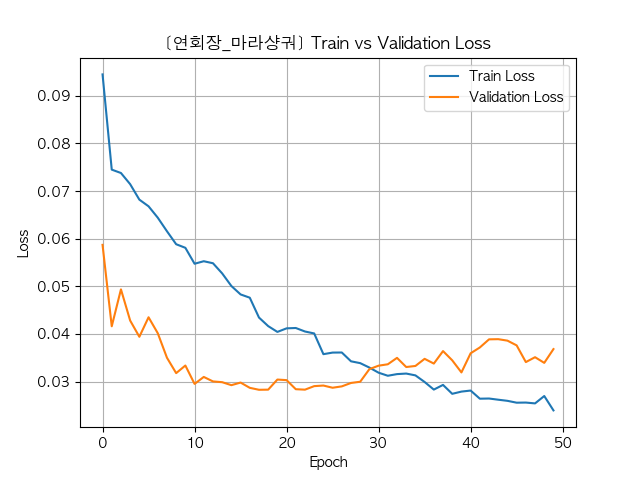 [연회장_마라샹궈] Train vs Validation Loss
Train Loss
Validation Loss
Loss
0.09
0.08
0.07
0.06
0.05
0.04
0.03
0 10 20 30 40 50
Epoch